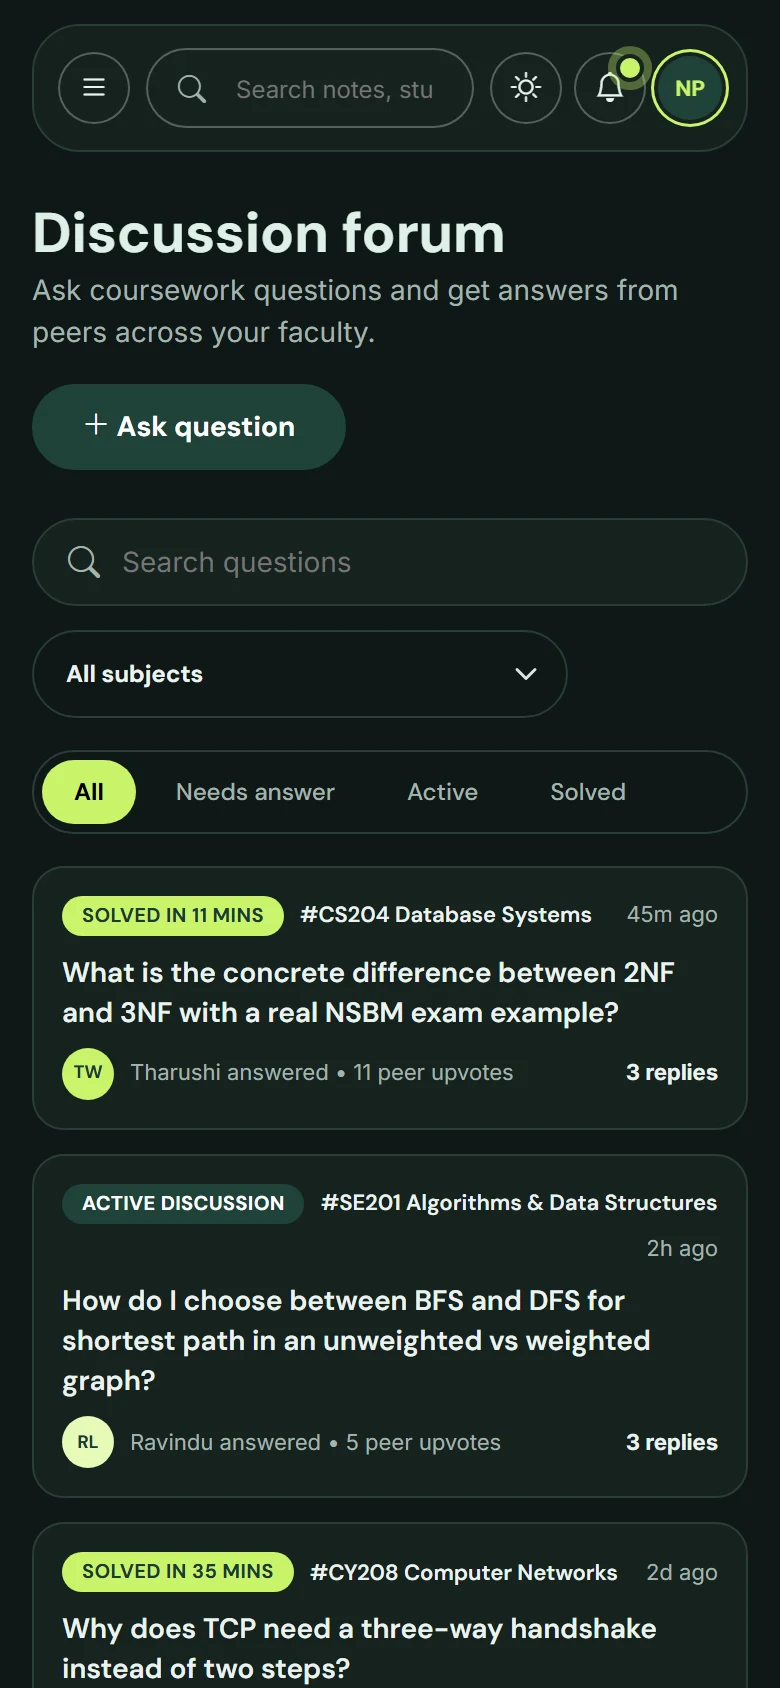 Search notes, stu
NP
Discussion forum
Ask coursework questions and get answers from
peers across your faculty.
+ Ask question
Search questions
All subjects
All Needs answer Active Solved
SOLVED IN 11 MINS #CS204 Database Systems 45m ago
What is the concrete difference between 2NF
and 3NF with a real NSBM exam example?
TW Tharushi answered • 11 peer upvotes 3 replies
ACTIVE DISCUSSION #SE201 Algorithms & Data Structures
2h ago
How do I choose between BFS and DFS for
shortest path in an unweighted vs weighted
graph?
RL Ravindu answered • 5 peer upvotes 3 replies
SOLVED IN 35 MINS #CY208 Computer Networks 2d ago
Why does TCP need a three-way handshake
instead of two steps?